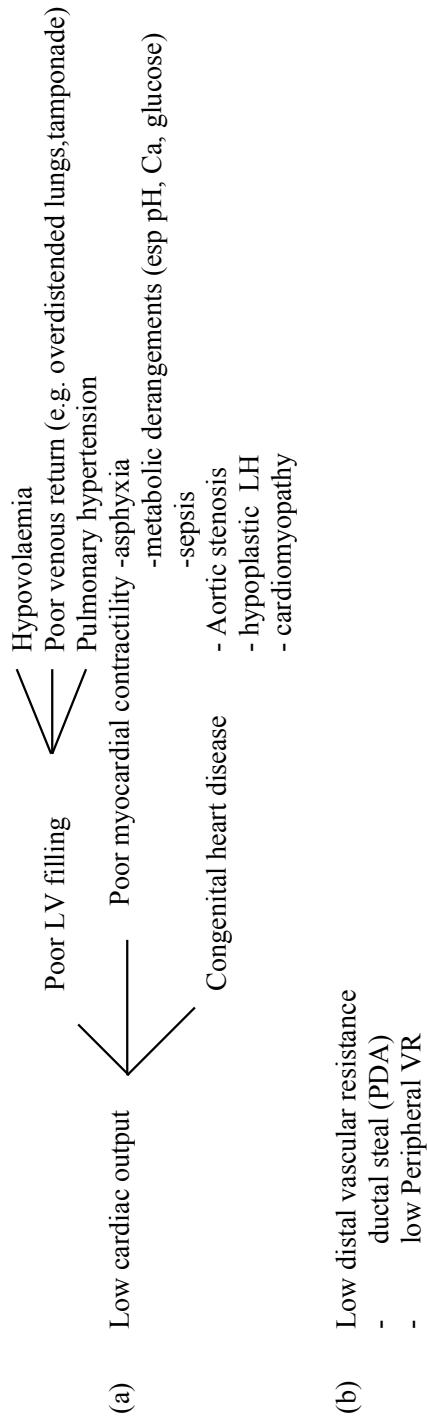 (a) Low cardiac output
Poor LV filling
Hypovolaemia
Poor venous return (e.g. overdistended lungs,tamponade)
Pulmonary hypertension
Poor myocardial contractility -asphyxia
-metabolic derangements (esp pH, Ca, glucose)
-sepsis
Congenital heart disease
- Aortic stenosis
- hypoplastic LH
- cardiomyopathy
(b) Low distal vascular resistance
- ductal steal (PDA)
- low Peripheral VR